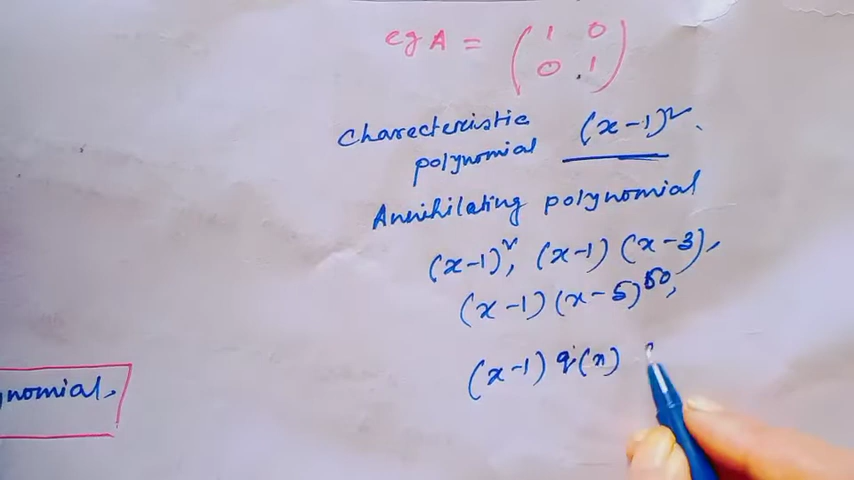 eg A = ( 1 0
0 1 )
Charecteristic (x-1)²
polynomial
Annihilating polynomial
(x-1)², (x-1) (x-3),
(x-1) (x-5)⁵⁰,
(x-1) q(x)
nomial.